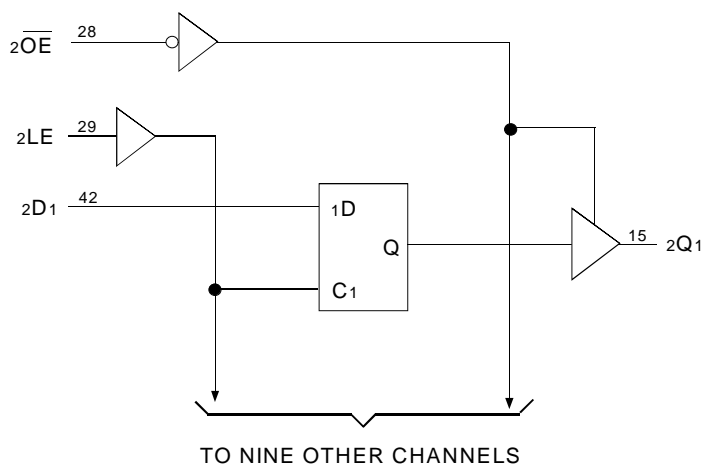 2OE 28
2LE 29
2D1 42
1D
Q
C1
15 2Q1
TO NINE OTHER CHANNELS